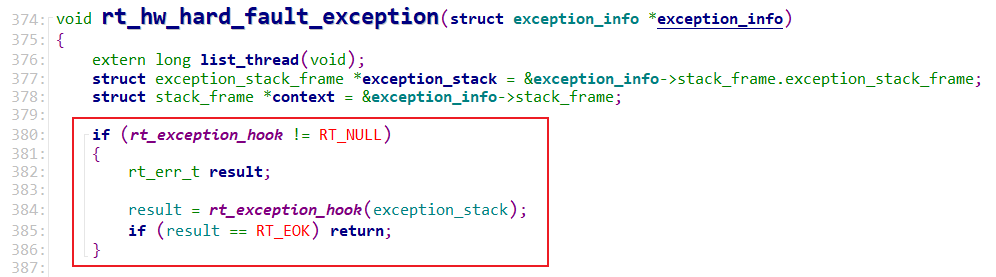 374: void rt_hw_hard_fault_exception(struct exception_info *exception_info)
375: {
376:     extern long list_thread(void);
377:     struct exception_stack_frame *exception_stack = &exception_info->stack_frame.exception_stack_frame;
378:     struct stack_frame *context = &exception_info->stack_frame;
379:
380:     if (rt_exception_hook != RT_NULL)
381:     {
382:         rt_err_t result;
383:
384:         result = rt_exception_hook(exception_stack);
385:         if (result == RT_EOK) return;
386:     }
387: